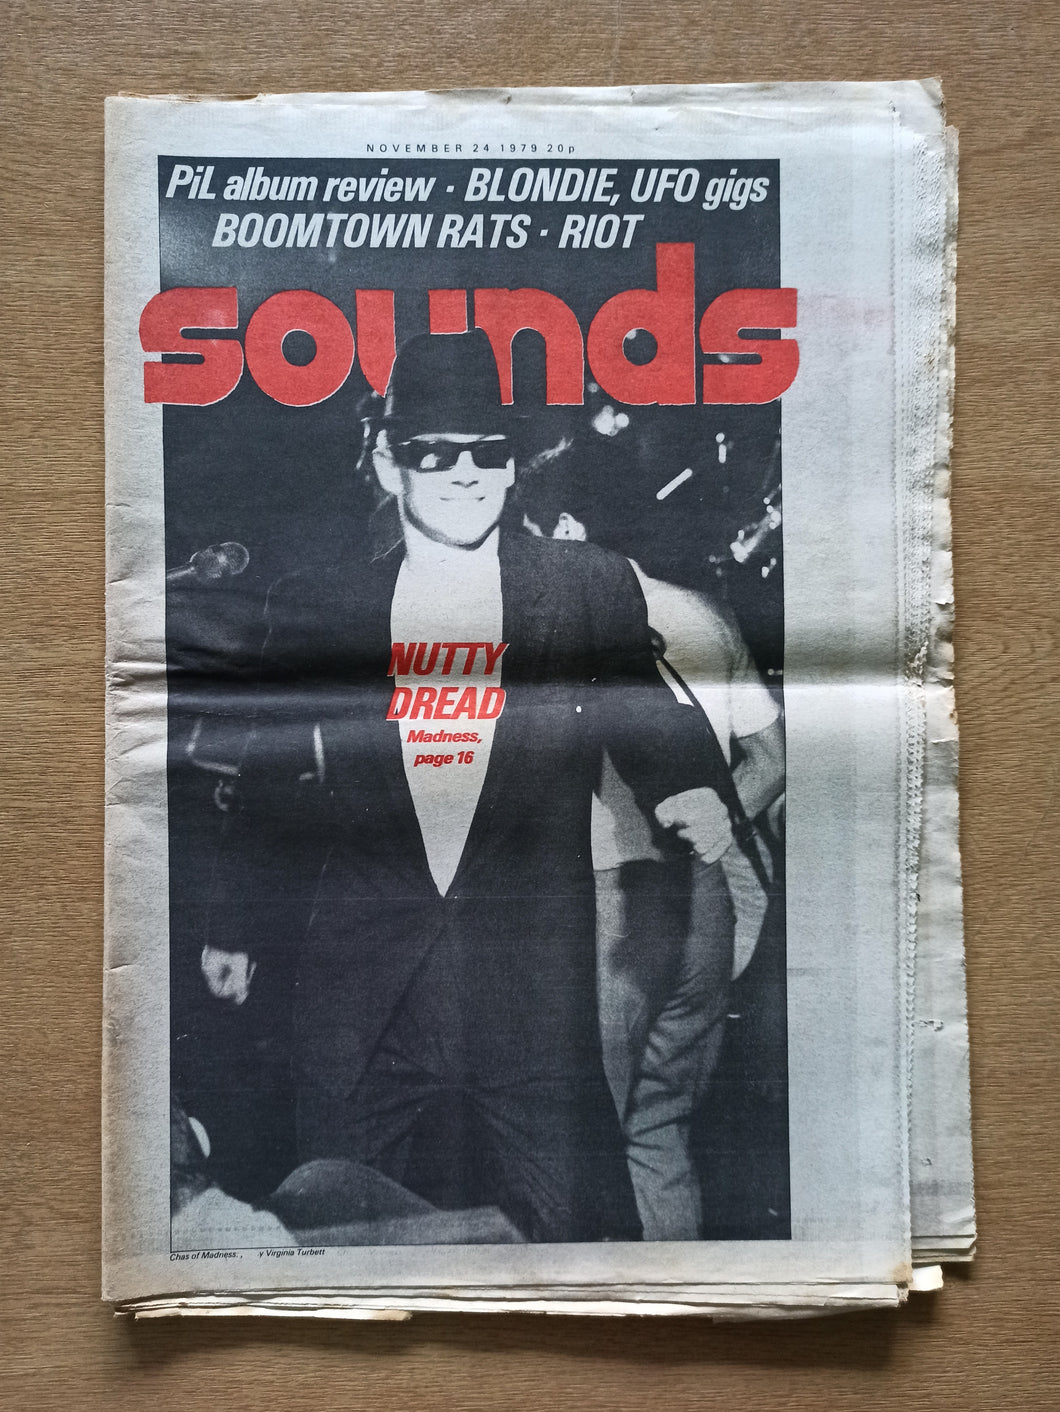 NOVEMBER 24 1979 20p
PiL album review · BLONDIE, UFO gigs
BOOMTOWN RATS · RIOT
sounds
NUTTY
DREAD
Madness,
page 16
Chas of Madness, Virginia Turbett